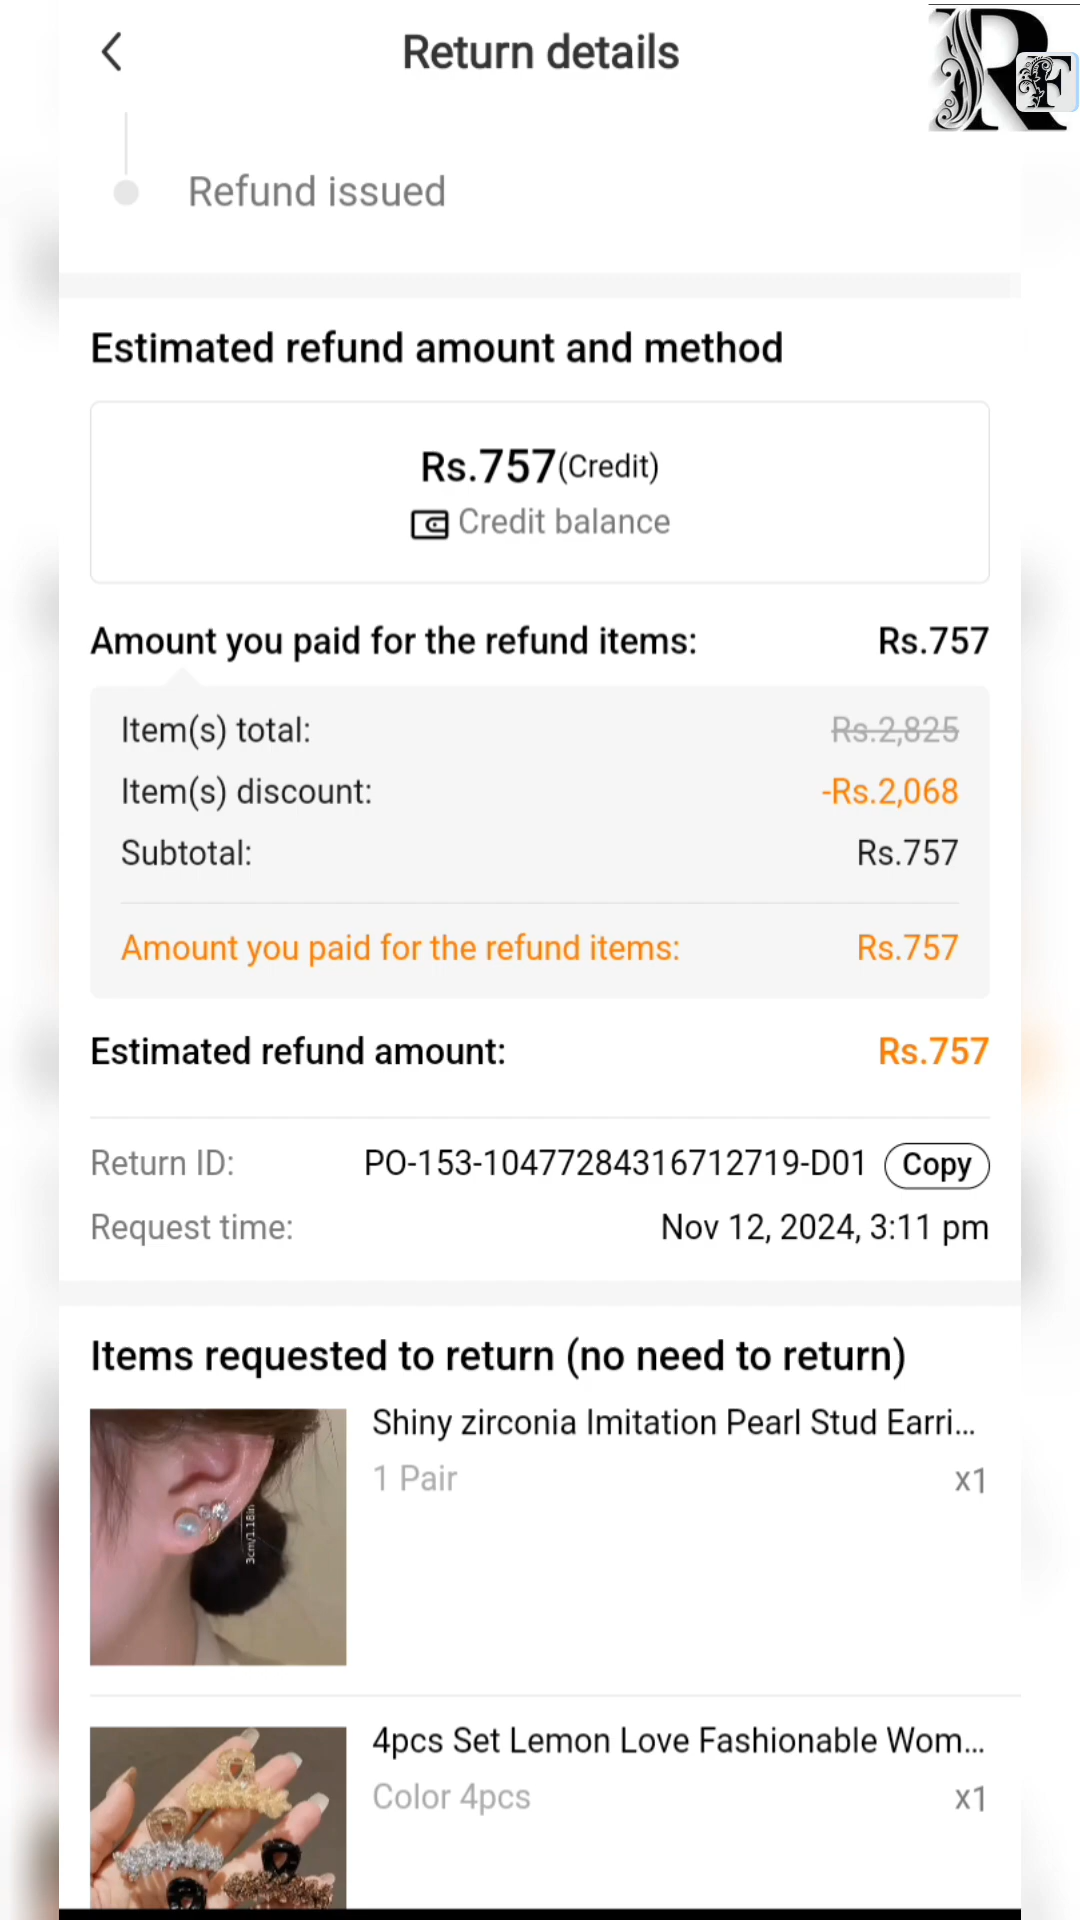 Return details
R
F
Refund issued
Estimated refund amount and method
Rs.757(Credit)
Credit balance
Amount you paid for the refund items: Rs.757
Item(s) total: Rs.2,825
Item(s) discount: -Rs.2,068
Subtotal: Rs.757
Amount you paid for the refund items: Rs.757
Estimated refund amount: Rs.757
Return ID: PO-153-10477284316712719-D01 Copy
Request time: Nov 12, 2024, 3:11 pm
Items requested to return (no need to return)
Shiny zirconia Imitation Pearl Stud Earri...
1 Pair x1
3cm/1.18in
4pcs Set Lemon Love Fashionable Wom...
Color 4pcs x1